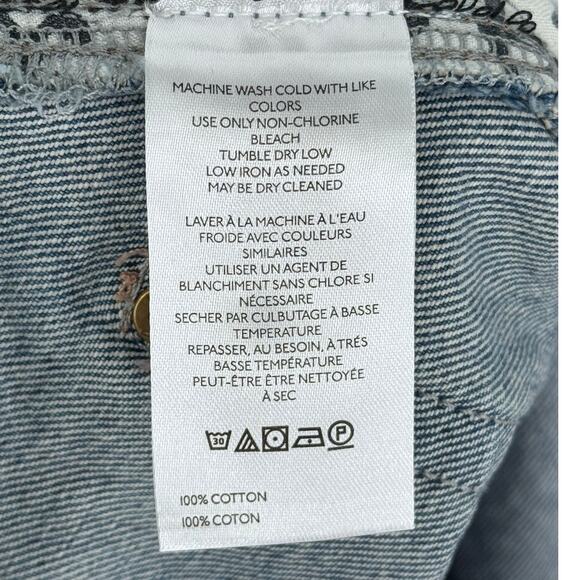 MACHINE WASH COLD WITH LIKE
COLORS
USE ONLY NON-CHLORINE
BLEACH
TUMBLE DRY LOW
LOW IRON AS NEEDED
MAY BE DRY CLEANED
LAVER À LA MACHINE À L'EAU
FROIDE AVEC COULEURS
SIMILAIRES
UTILISER UN AGENT DE
BLANCHIMENT SANS CHLORE SI
NÉCESSAIRE
SECHER PAR CULBUTAGE À BASSE
TEMPERATURE
REPASSER, AU BESOIN, À TRÉS
BASSE TEMPÉRATURE
PEUT-ÊTRE ÊTRE NETTOYÉE
À SEC
30 P
100% COTTON
100% COTON